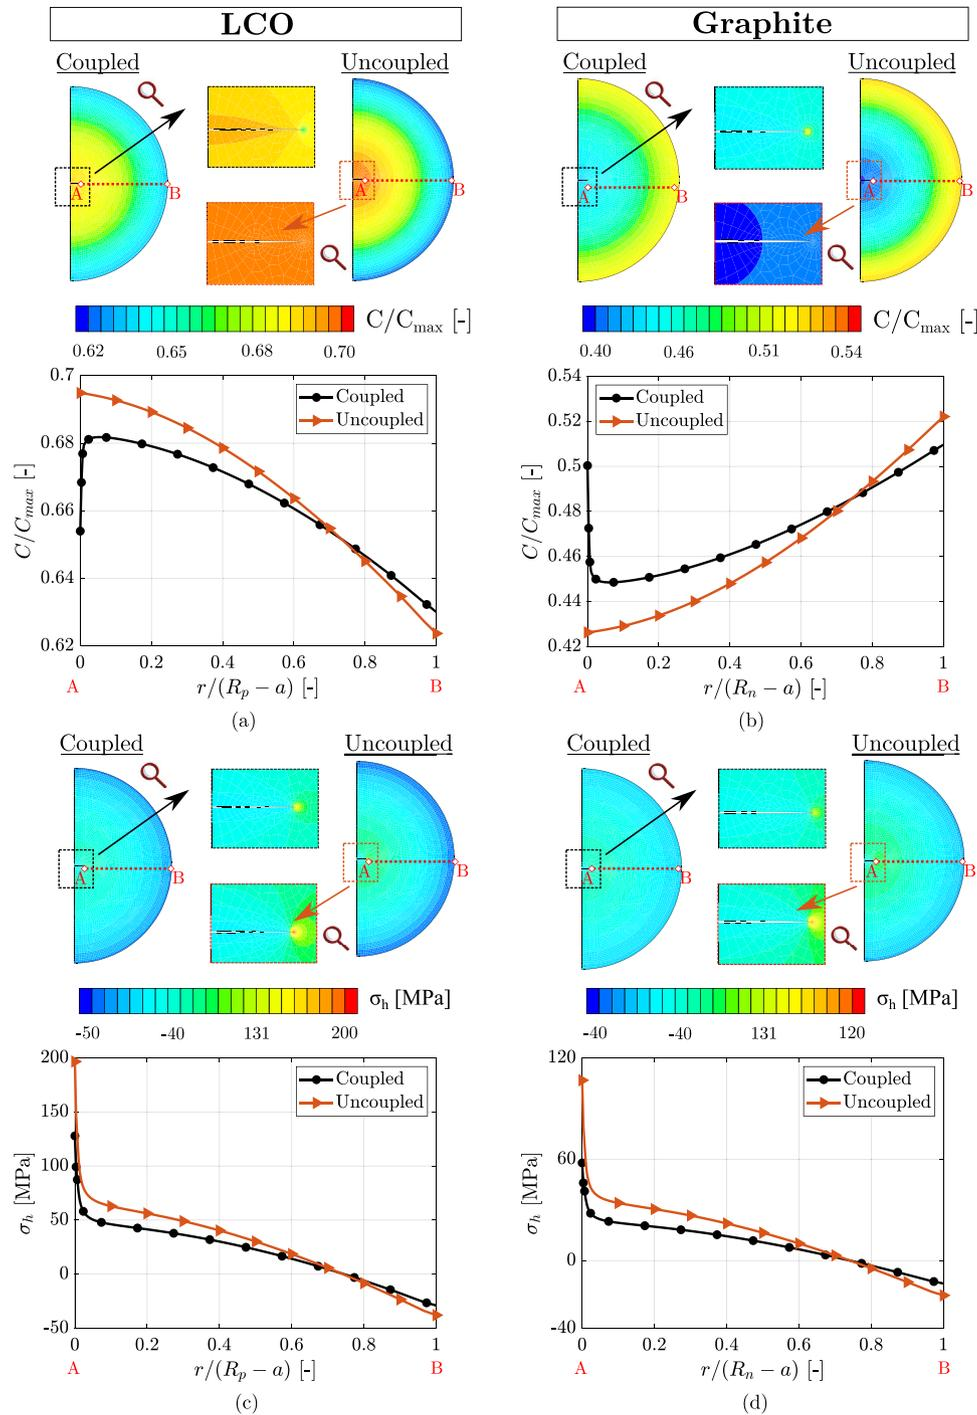 LCO
Graphite
Coupled
Uncoupled
A
B
A
B
C/Cmax [-]
0.62 0.65 0.68 0.70
Coupled
Uncoupled
A
B
A
B
C/Cmax [-]
0.40 0.46 0.51 0.54
0.7
0.68
0.66
0.64
0.62
C/Cmax [-]
Coupled
Uncoupled
0 0.2 0.4 0.6 0.8 1
A r/(Rp − a) [-] B
(a)
0.54
0.52
0.5
0.48
0.46
0.44
0.42
C/Cmax [-]
Coupled
Uncoupled
0 0.2 0.4 0.6 0.8 1
A r/(Rn − a) [-] B
(b)
Coupled
Uncoupled
A
B
A
B
σh [MPa]
-50 -40 131 200
Coupled
Uncoupled
A
B
A
B
σh [MPa]
-40 -40 131 120
200
150
100
50
0
-50
σh [MPa]
Coupled
Uncoupled
0 0.2 0.4 0.6 0.8 1
A r/(Rp − a) [-] B
(c)
120
60
0
-40
σh [MPa]
Coupled
Uncoupled
0 0.2 0.4 0.6 0.8 1
A r/(Rn − a) [-] B
(d)